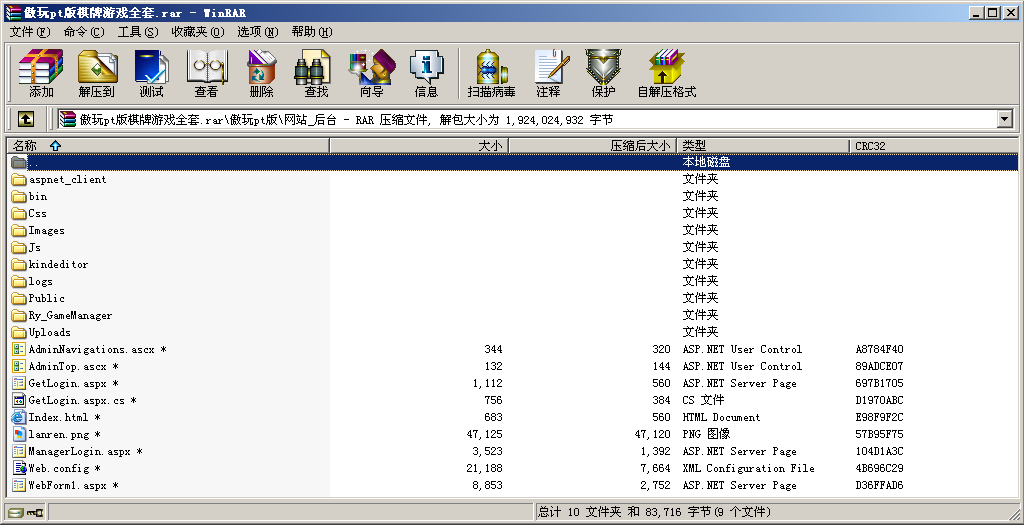 傲玩pt版棋牌游戏全套.rar - WinRAR
文件(F) 命令(C) 工具(S) 收藏夹(O) 选项(N) 帮助(H)
添加 解压到 测试 查看 删除 查找 向导 信息 扫描病毒 注释 保护 自解压格式
傲玩pt版棋牌游戏全套.rar\傲玩pt版\网站_后台 - RAR 压缩文件, 解包大小为 1,924,024,932 字节
名称 大小 压缩后大小 类型 CRC32
.. 本地磁盘
aspnet_client 文件夹
bin 文件夹
Css 文件夹
Images 文件夹
Js 文件夹
kindeditor 文件夹
logs 文件夹
Public 文件夹
Ry_GameManager 文件夹
Uploads 文件夹
AdminNavigations.ascx * 344 320 ASP.NET User Control A8784F40
AdminTop.ascx * 132 144 ASP.NET User Control 89ADCE07
GetLogin.aspx * 1,112 560 ASP.NET Server Page 697B1705
GetLogin.aspx.cs * 756 384 CS 文件 D1970ABC
Index.html * 683 560 HTML Document E98F9F2C
lanren.png * 47,125 47,120 PNG 图像 57B95F75
ManagerLogin.aspx * 3,523 1,392 ASP.NET Server Page 104D1A3C
Web.config * 21,188 7,664 XML Configuration File 4B696C29
WebForm1.aspx * 8,853 2,752 ASP.NET Server Page D36FFAD6
总计 10 文件夹 和 83,716 字节(9 个文件)